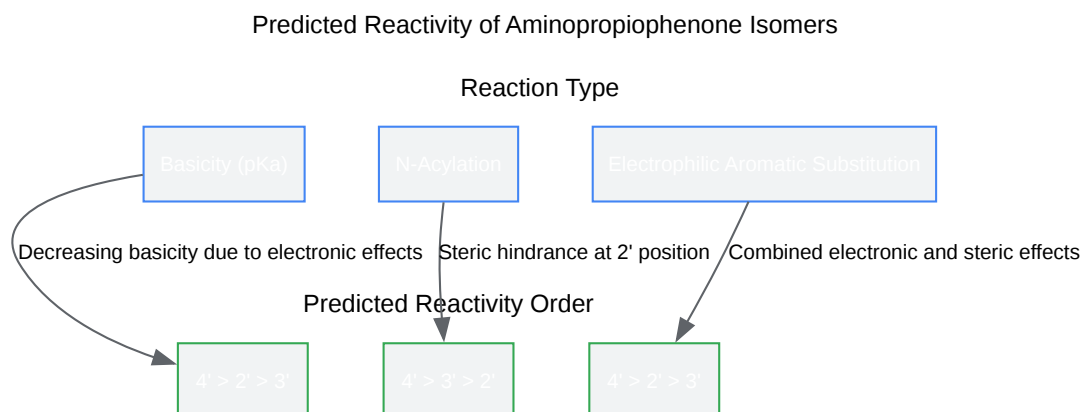 Predicted Reactivity of Aminopropiophenone Isomers
Reaction Type
Basicity (pKa)
N-Acylation
Electrophilic Aromatic Substitution
Decreasing basicity due to electronic effects
Steric hindrance at 2' position
Combined electronic and steric effects
Predicted Reactivity Order
4' > 2' > 3'
4' > 3' > 2'
4' > 2' > 3'